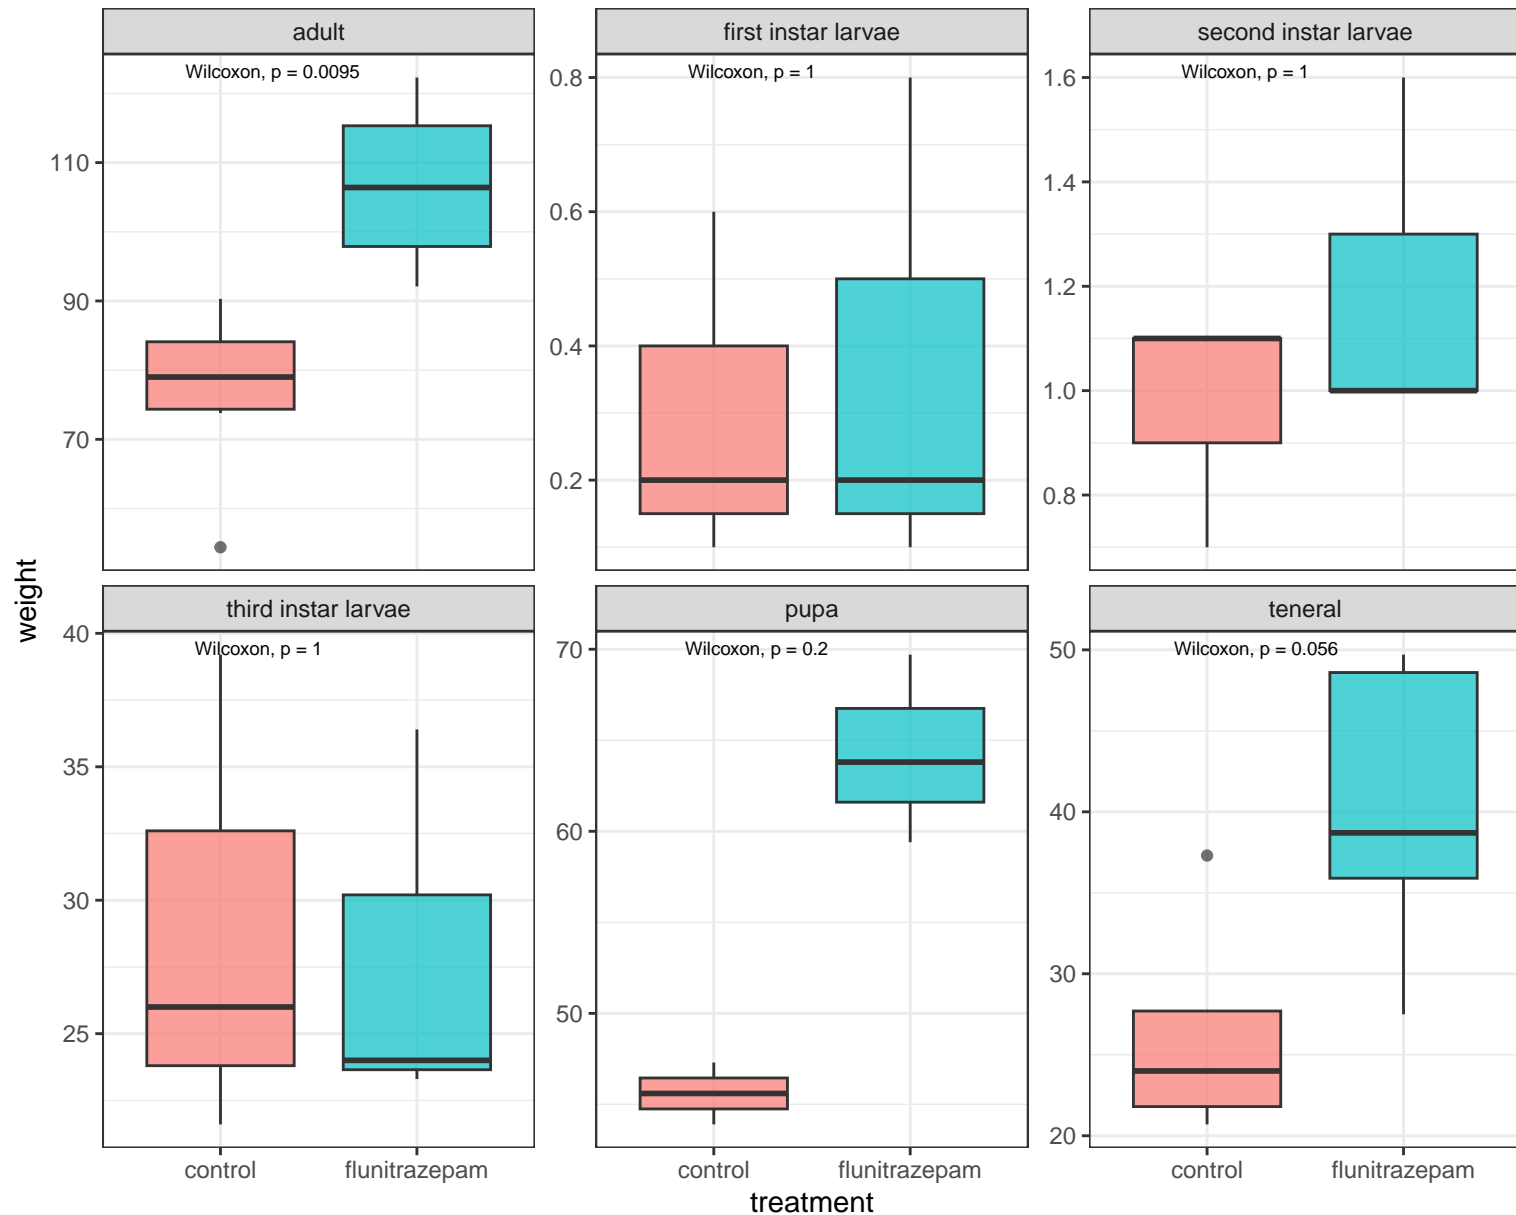 adult
first instar larvae
second instar larvae
Wilcoxon, p = 0.0095
Wilcoxon, p = 1
Wilcoxon, p = 1
110
90
70
0.8
0.6
0.4
0.2
1.6
1.4
1.2
1.0
0.8
weight
third instar larvae
pupa
teneral
Wilcoxon, p = 1
Wilcoxon, p = 0.2
Wilcoxon, p = 0.056
40
35
30
25
70
60
50
50
40
30
20
control
flunitrazepam
control
flunitrazepam
control
flunitrazepam
treatment